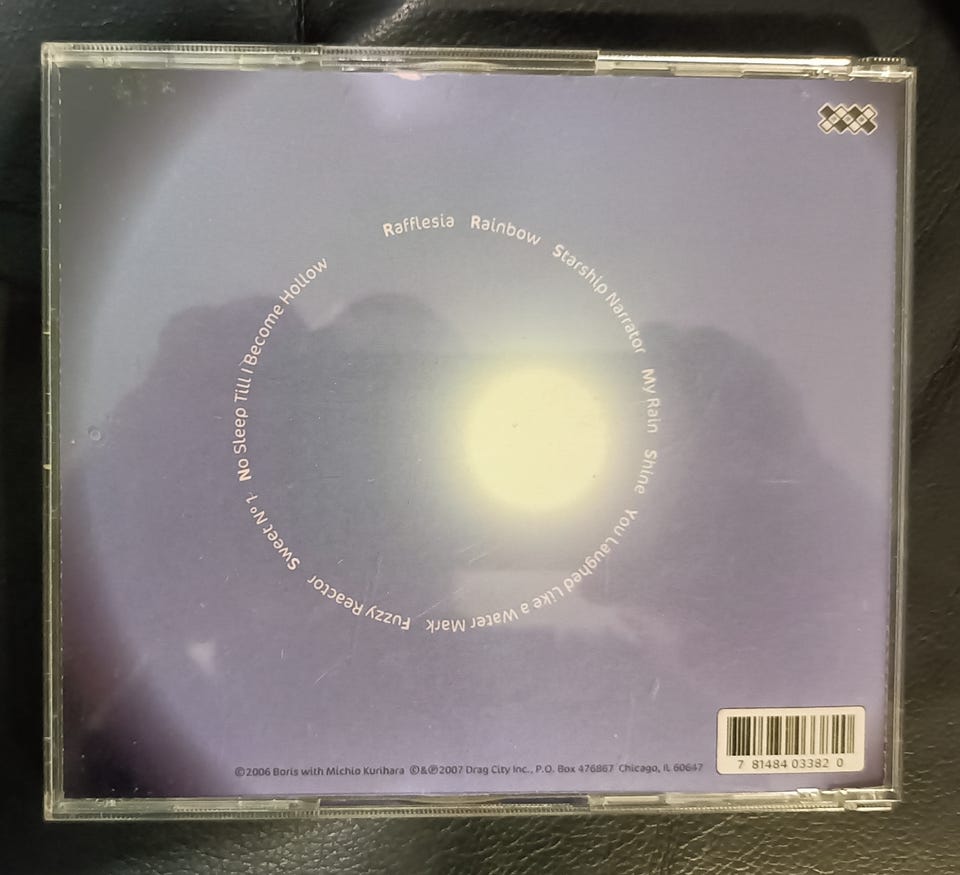 Rafflesia
Rainbow
Starship Narrator
My Rain
Shine
You Laughed Like a Water Mark
Fuzzy Reactor
Sweet Nº1
No Sleep Till I Become Hollow
©2006 Boris with Michio Kurihara ©&℗2007 Drag City Inc., P.O. Box 476867 Chicago, IL 60647
7 81484 03382 0